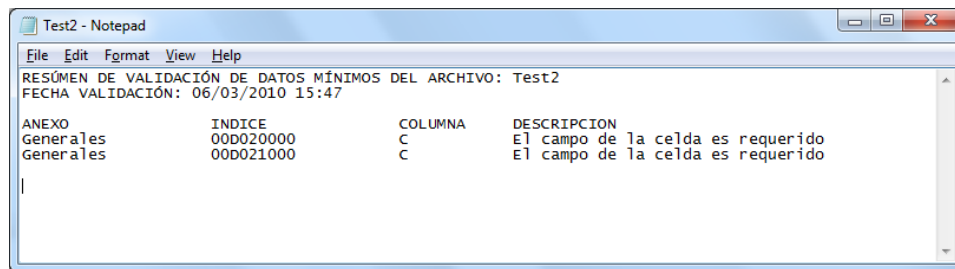 Test2 - Notepad
File Edit Format View Help
RESÚMEN DE VALIDACIÓN DE DATOS MÍNIMOS DEL ARCHIVO: Test2
FECHA VALIDACIÓN: 06/03/2010 15:47
ANEXO INDICE COLUMNA DESCRIPCION
Generales 00D020000 C El campo de la celda es requerido
Generales 00D021000 C El campo de la celda es requerido